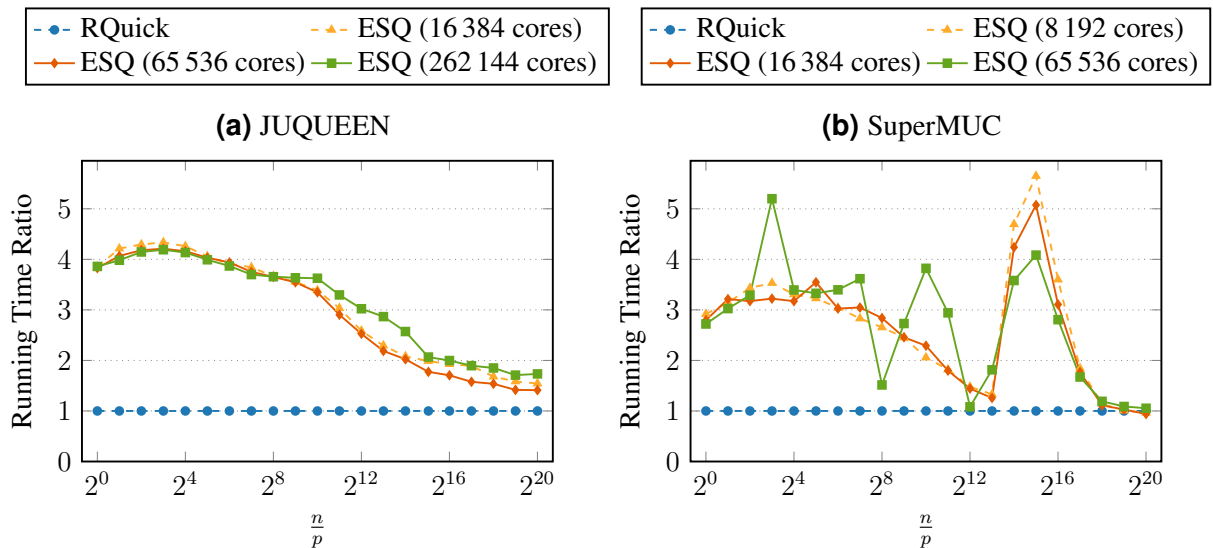 RQuick ESQ (16 384 cores)
ESQ (65 536 cores) ESQ (262 144 cores)
(a) JUQUEEN
Running Time Ratio
5
4
3
2
1
0
2^0 2^4 2^8 2^12 2^16 2^20
n/p
RQuick ESQ (8 192 cores)
ESQ (16 384 cores) ESQ (65 536 cores)
(b) SuperMUC
Running Time Ratio
5
4
3
2
1
0
2^0 2^4 2^8 2^12 2^16 2^20
n/p